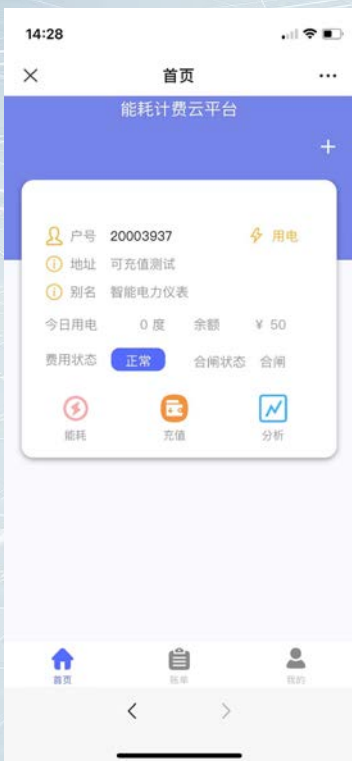 14:28
首页
能耗计费云平台
户号 20003937 用电
地址 可充值测试
别名 智能电力仪表
今日用电 0 度 余额 ¥ 50
费用状态 正常 合闸状态 合闸
能耗 充值 分析
首页 账单 我的